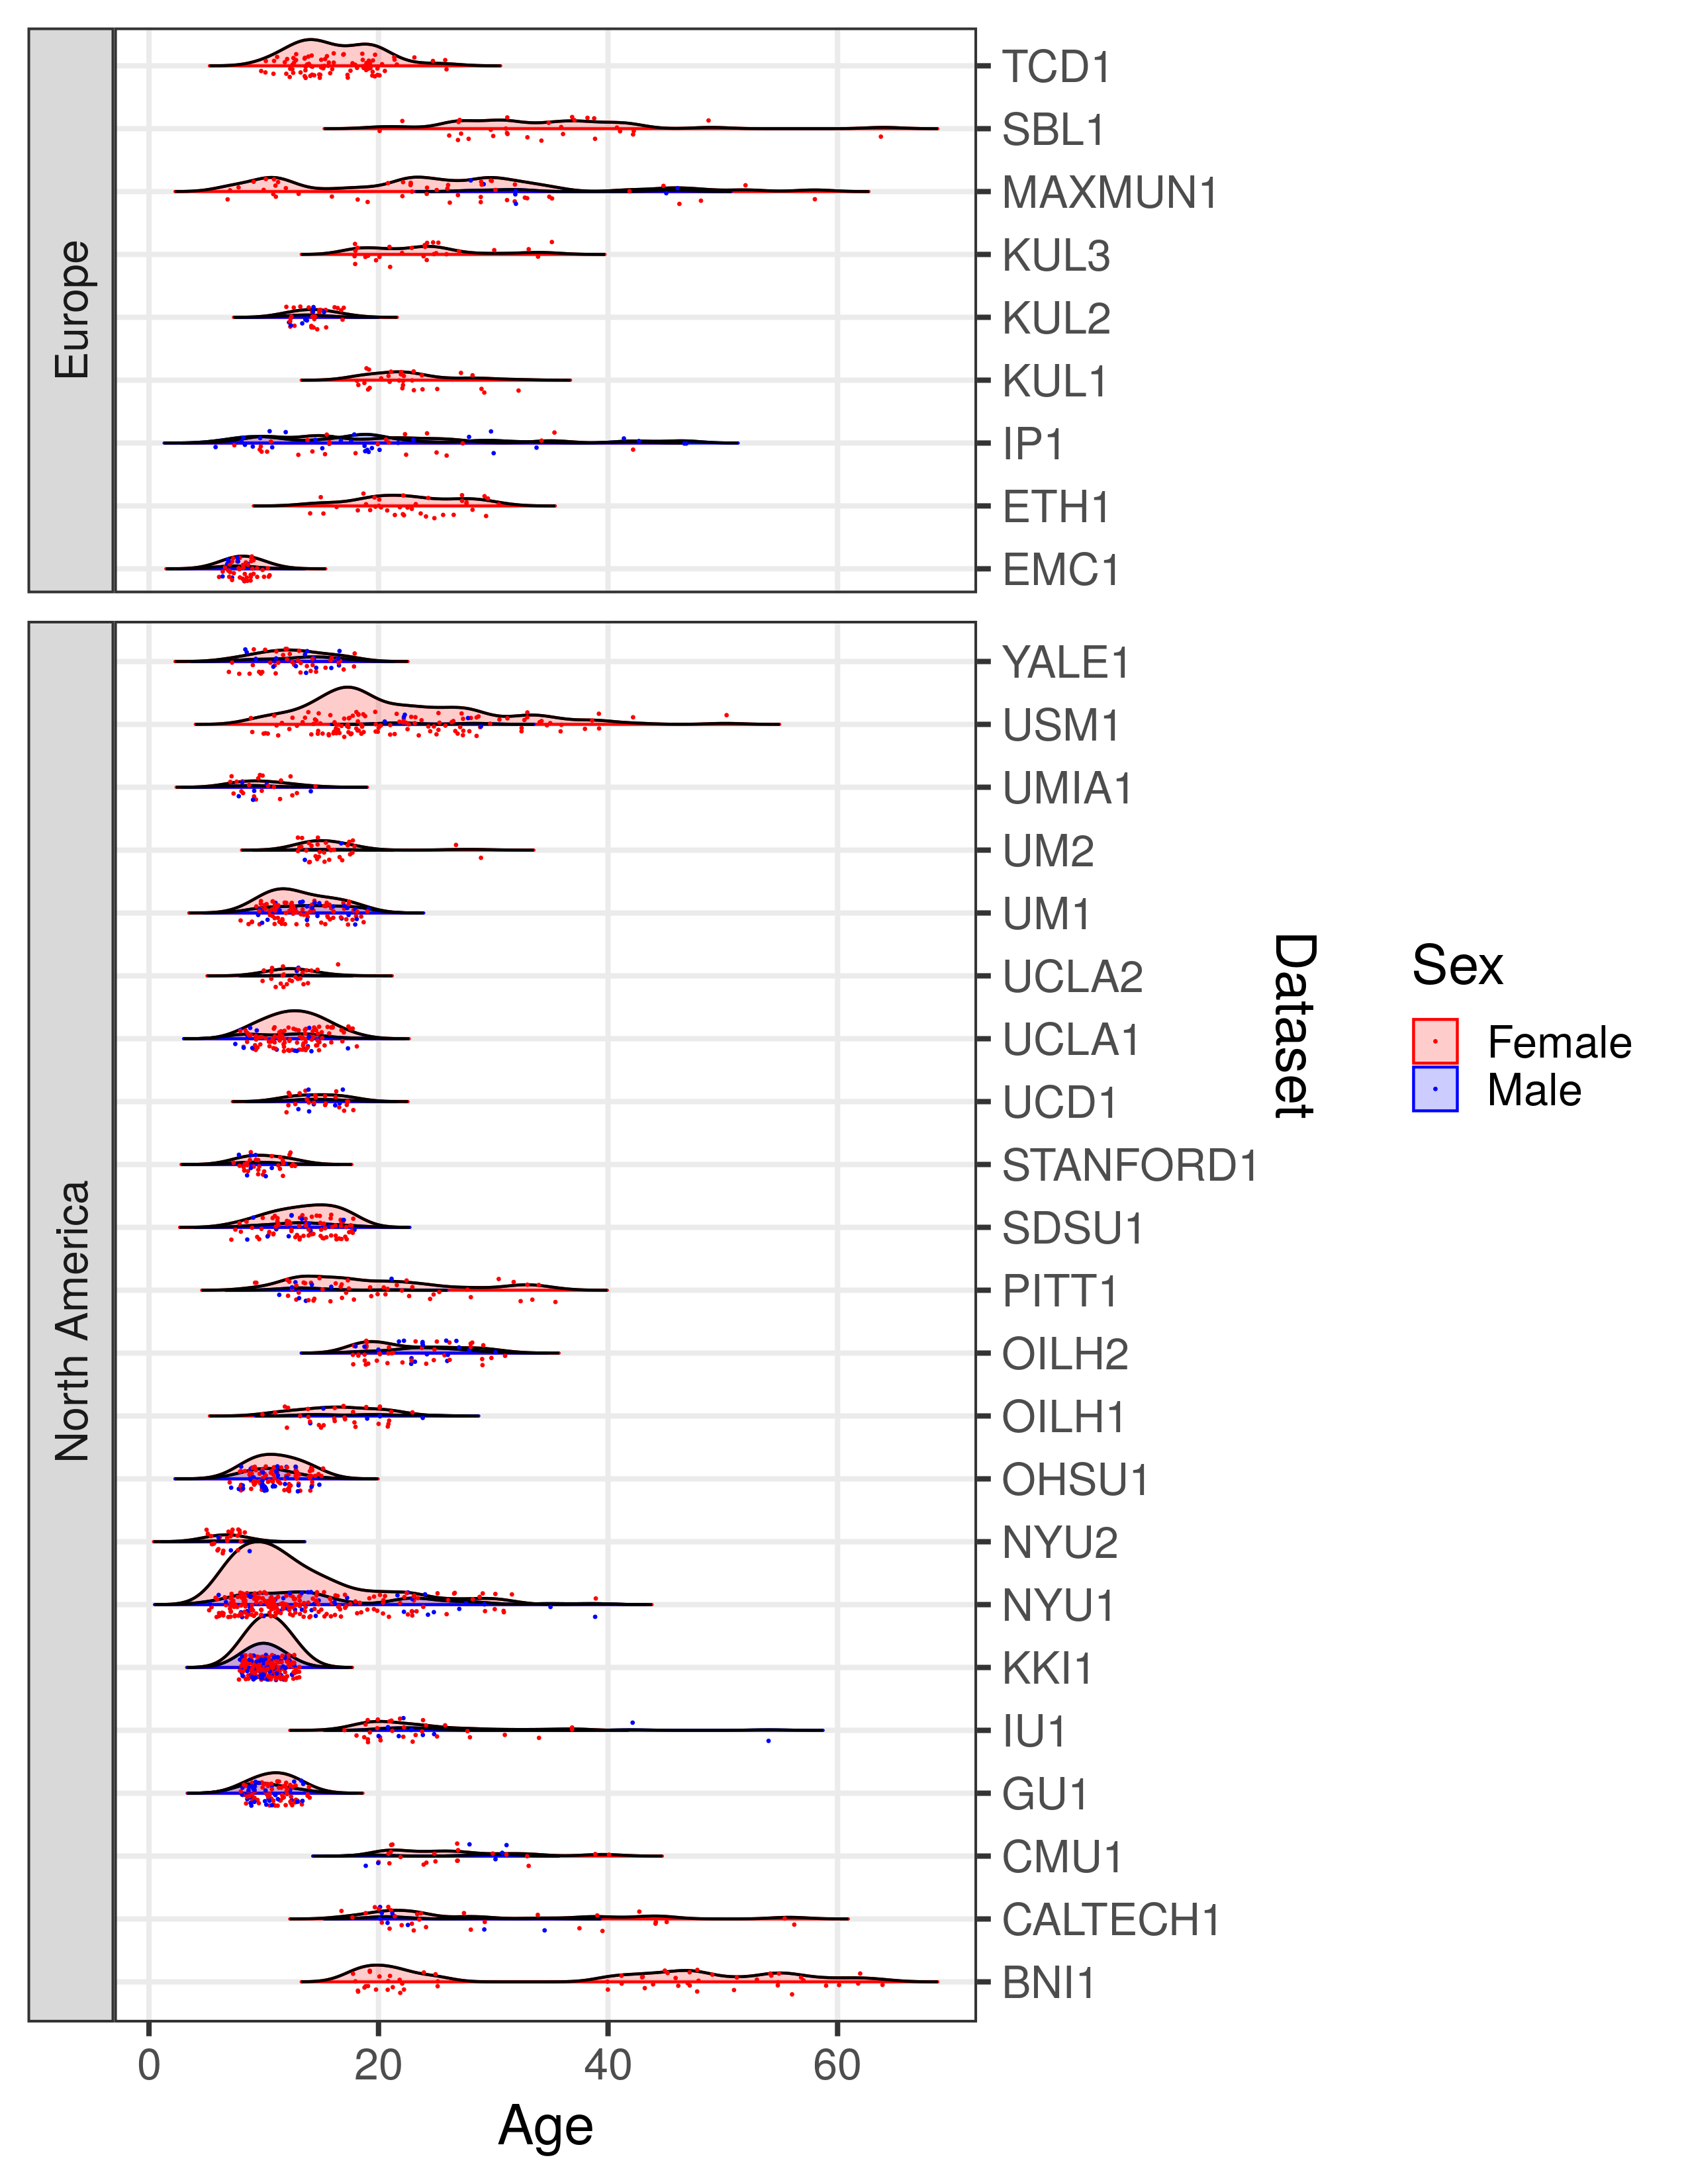 Europe
TCD1
SBL1
MAXMUN1
KUL3
KUL2
KUL1
IP1
ETH1
EMC1
North America
YALE1
USM1
UMIA1
UM2
UM1
UCLA2
UCLA1
UCD1
STANFORD1
SDSU1
PITT1
OILH2
OILH1
OHSU1
NYU2
NYU1
KKI1
IU1
GU1
CMU1
CALTECH1
BNI1
0 20 40 60
Age
Dataset
Sex
Female
Male